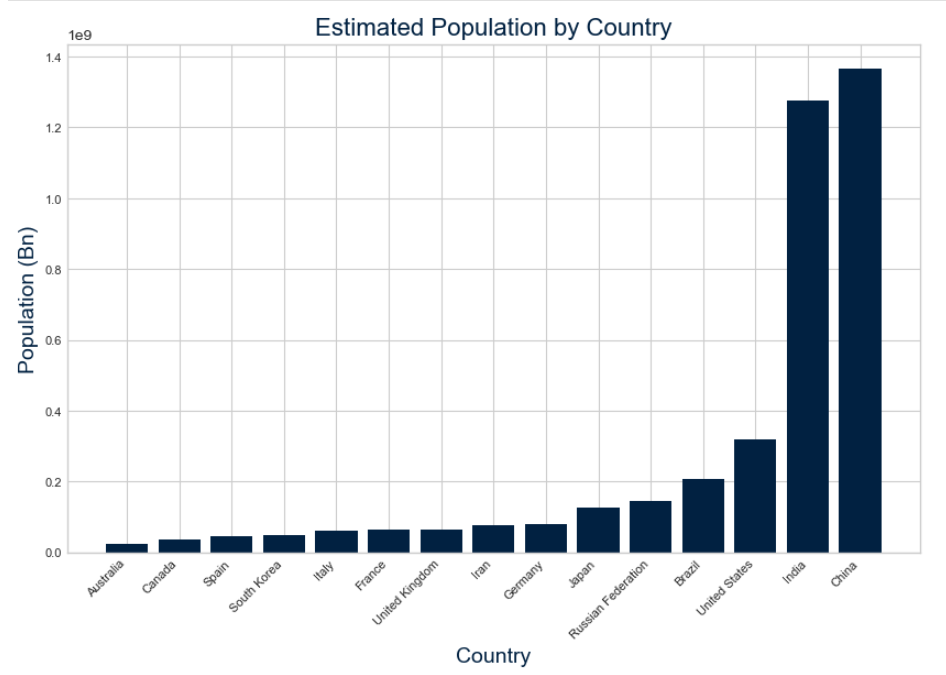 Estimated Population by Country
1e9
1.4
1.2
1.0
0.8
0.6
0.4
0.2
0.0
Population (Bn)
Australia
Canada
Spain
South Korea
Italy
France
United Kingdom
Iran
Germany
Japan
Russian Federation
Brazil
United States
India
China
Country